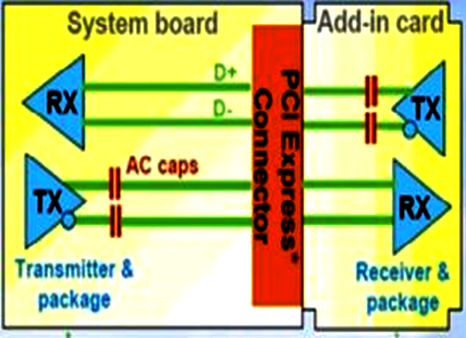 System board
Add-in card
D+
RX
D-
TX
PCI Express*
Connector
AC caps
TX
RX
Transmitter &
package
Receiver &
package